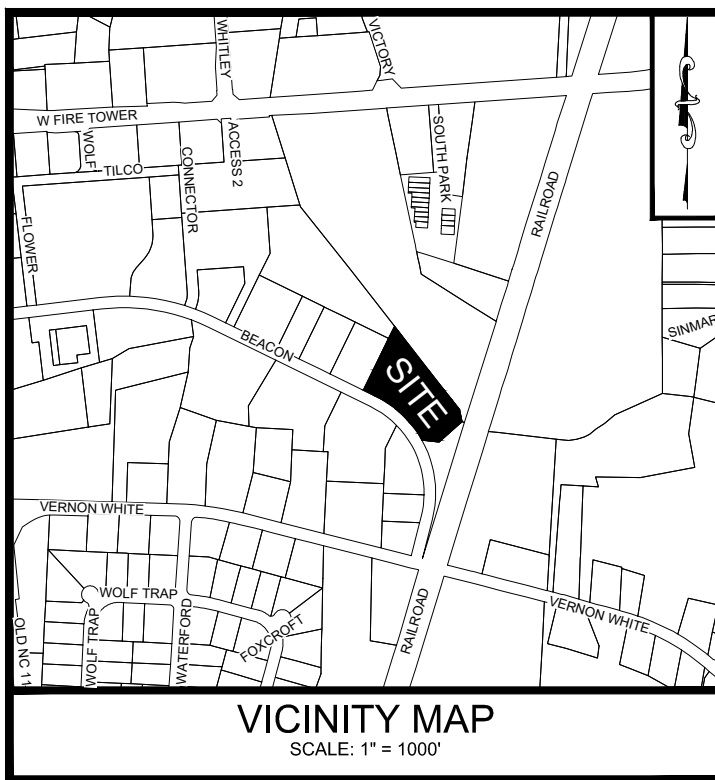 WHITLEY
VICTORY
W FIRE TOWER
WOLF
TILCO
CONNECTOR
ACCESS 2
SOUTH PARK
RAILROAD
FLOWER
BEACON
SITE
SINMAR
VERNON WHITE
WOLF TRAP
WOLF TRAP
WATERFORD
FOXCROFT
OLD NC 11
RAILROAD
VERNON WHITE
VICINITY MAP
SCALE: 1" = 1000'